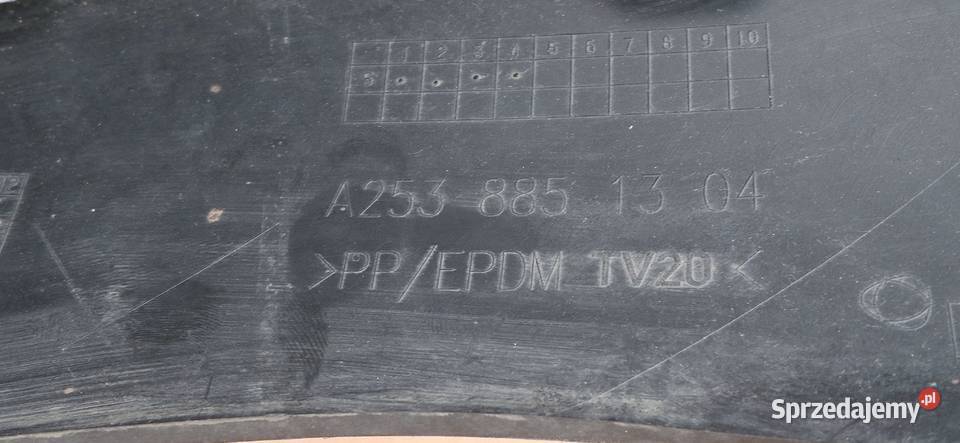 1 2 3 4 5 6 7 8 9 10
A253 885 13 04
>PP/EPDM TV20<
Sprzedajemy.pl